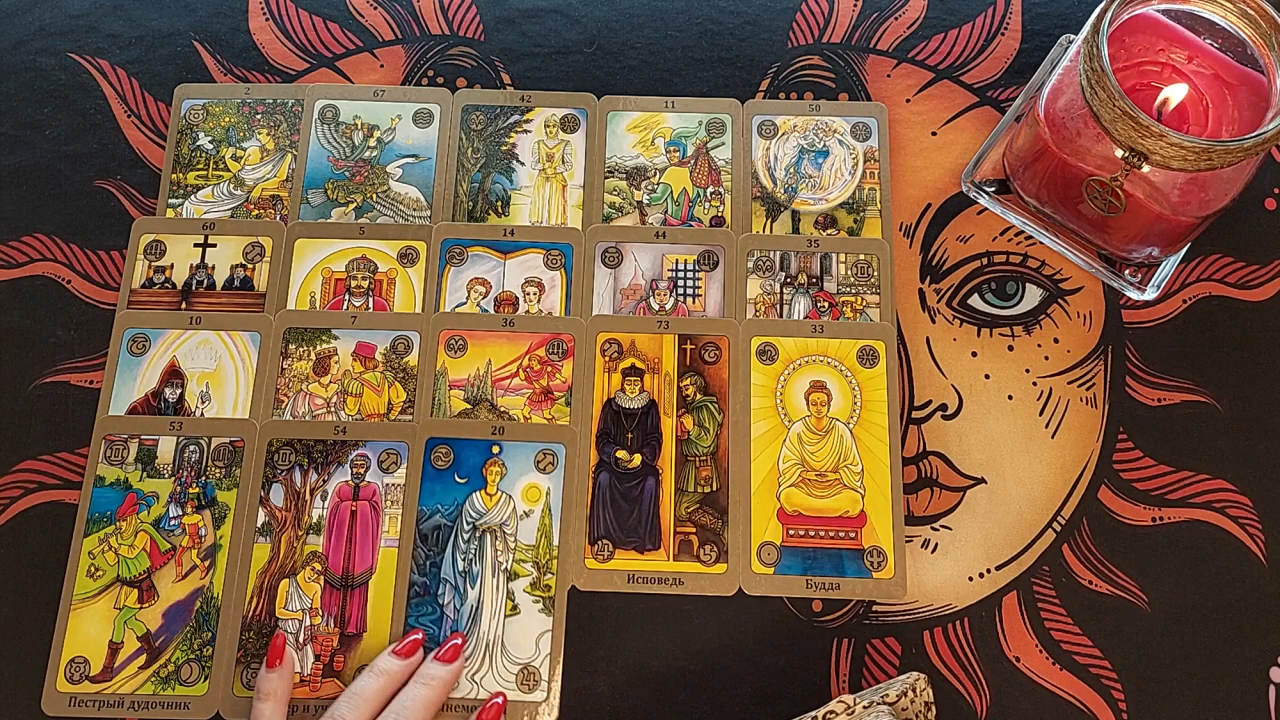 2 67 42 11 50
60 5 14 44 35
10 7 36 73 33
53 54 20
Исповедь Будда
Пестрый дудочник